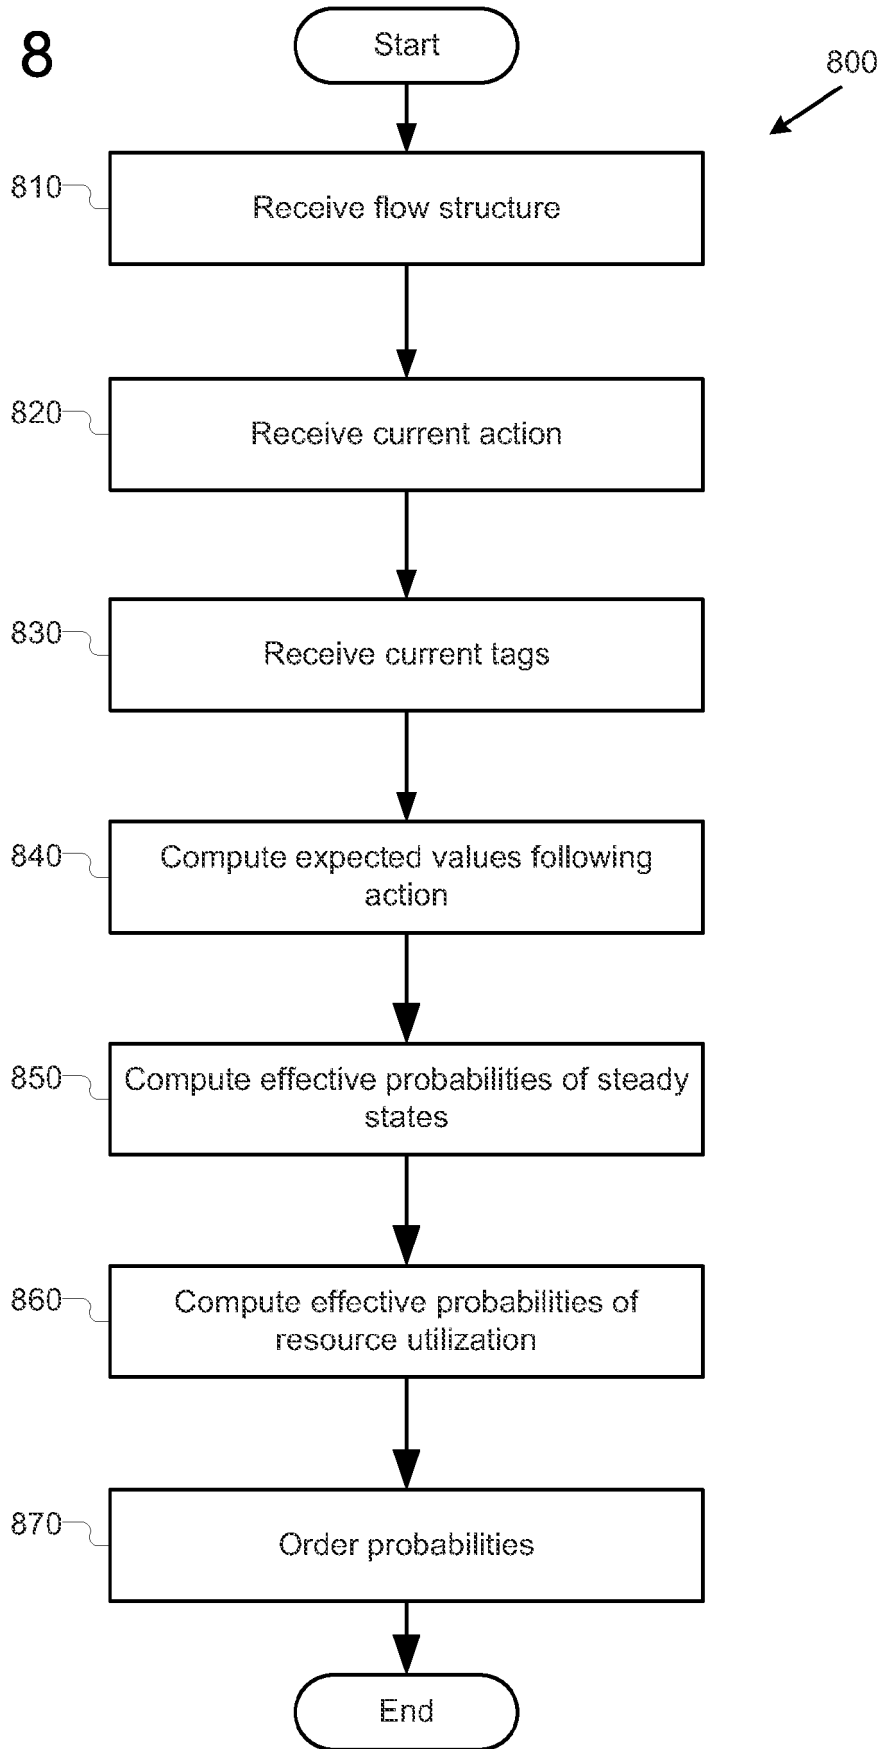 8
Start
800
810
Receive flow structure
820
Receive current action
830
Receive current tags
840
Compute expected values following
action
850
Compute effective probabilities of steady
states
860
Compute effective probabilities of
resource utilization
870
Order probabilities
End